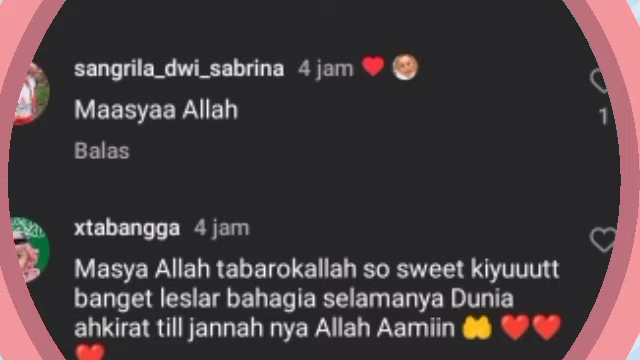 sangrila_dwi_sabrina 4 jam ❤️
1
Maasyaa Allah
Balas
xtabangga 4 jam
Masya Allah tabarokallah so sweet kiyuuutt
banget leslar bahagia selamanya Dunia
ahkirat till jannah nya Allah Aamiin 🤲 ❤️❤️
❤️